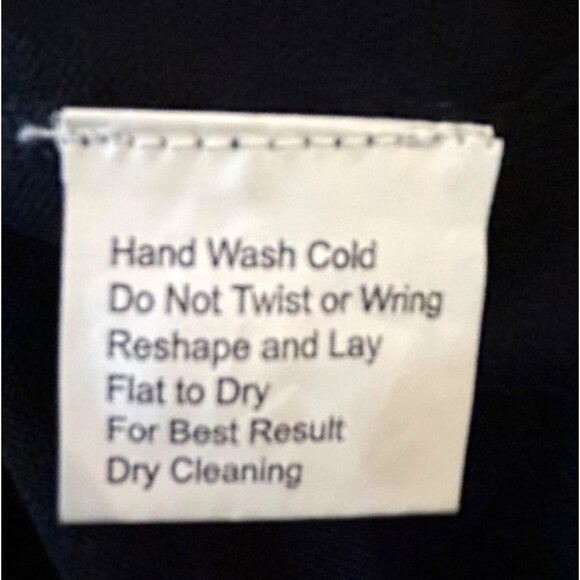 Hand Wash Cold
Do Not Twist or Wring
Reshape and Lay
Flat to Dry
For Best Result
Dry Cleaning